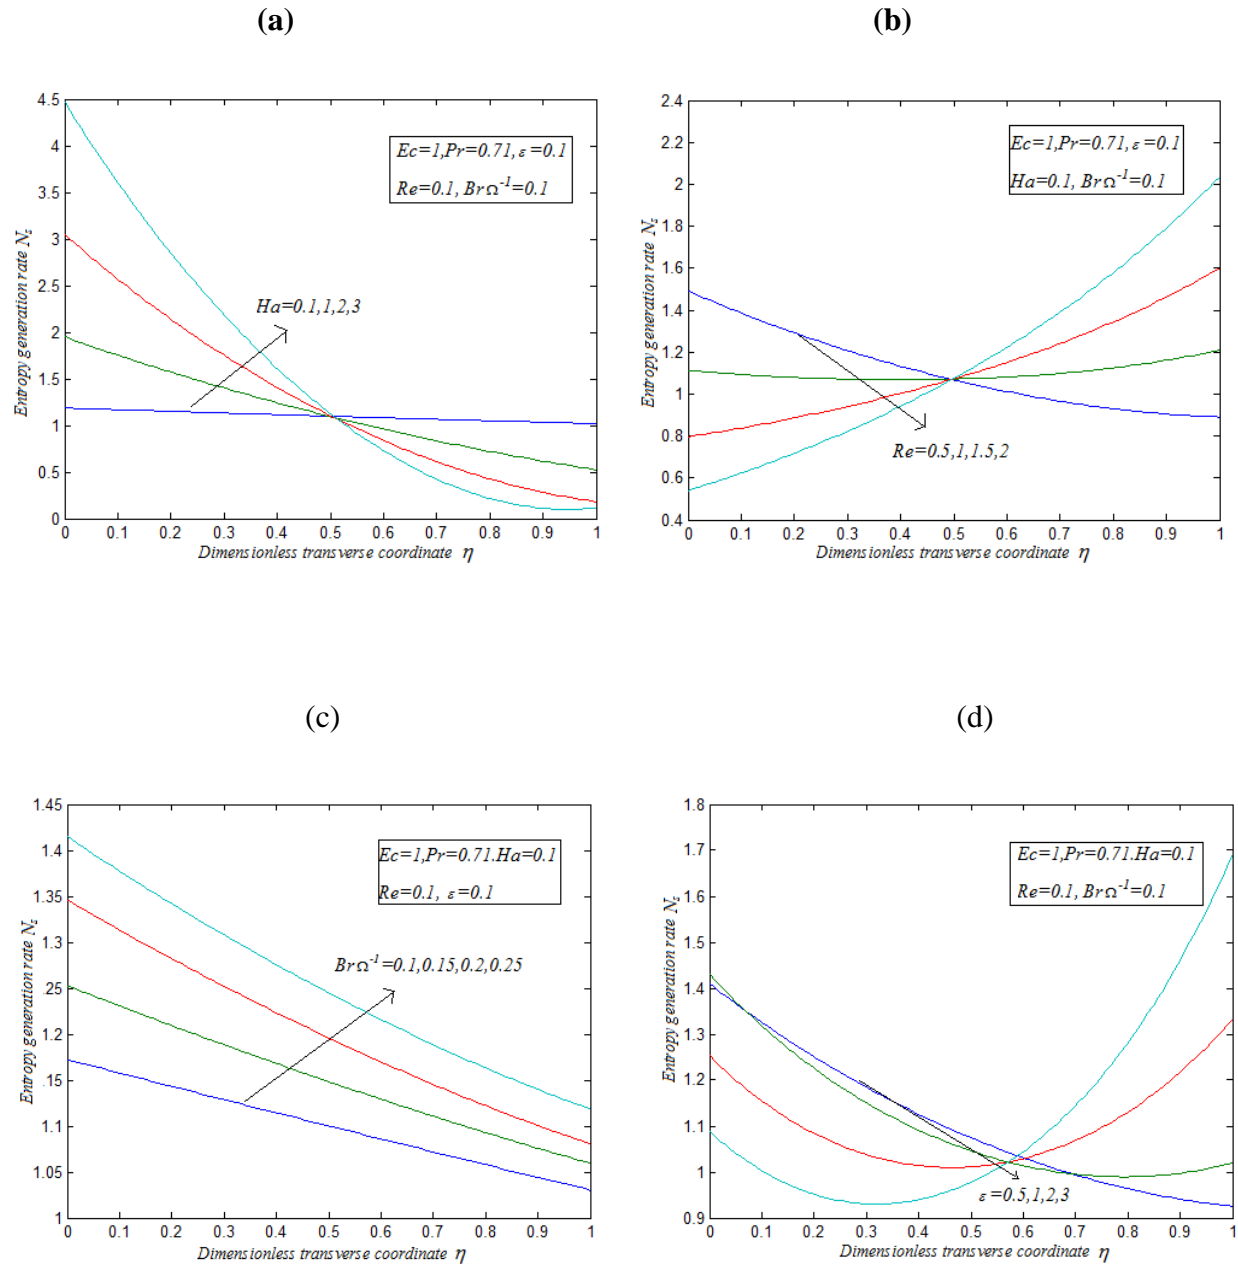 (a)
(b)
4.5
4
3.5
3
2.5
2
1.5
1
0.5
0
Entropy generation rate Ns
Ec=1,Pr=0.71,ε=0.1
Re=0.1, BrΩ-1=0.1
Ha=0.1,1,2,3
0 0.1 0.2 0.3 0.4 0.5 0.6 0.7 0.8 0.9 1
Dimensionless transverse coordinate η
2.4
2.2
2
1.8
1.6
1.4
1.2
1
0.8
0.6
0.4
Entropy generation rate Ns
Ec=1,Pr=0.71,ε=0.1
Ha=0.1, BrΩ-1=0.1
Re=0.5,1,1.5,2
0 0.1 0.2 0.3 0.4 0.5 0.6 0.7 0.8 0.9 1
Dimensionless transverse coordinate η
(c)
(d)
1.45
1.4
1.35
1.3
1.25
1.2
1.15
1.1
1.05
1
Entropy generation rate Ns
Ec=1,Pr=0.71.Ha=0.1
Re=0.1, ε=0.1
BrΩ-1=0.1,0.15,0.2,0.25
0 0.1 0.2 0.3 0.4 0.5 0.6 0.7 0.8 0.9 1
Dimensionless transverse coordinate η
1.8
1.7
1.6
1.5
1.4
1.3
1.2
1.1
1
0.9
Entropy generation rate Ns
Ec=1,Pr=0.71.Ha=0.1
Re=0.1, BrΩ-1=0.1
ε=0.5,1,2,3
0 0.1 0.2 0.3 0.4 0.5 0.6 0.7 0.8 0.9 1
Dimensionless transverse coordinate η